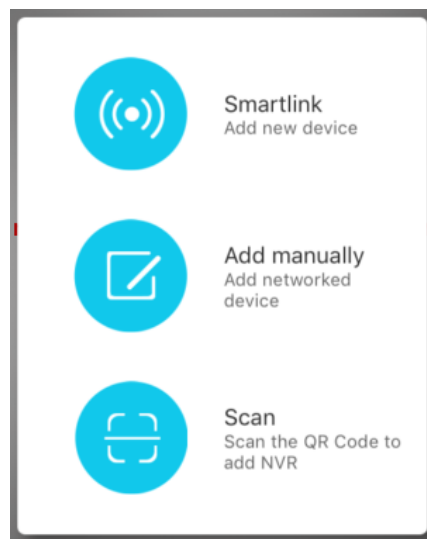 Smartlink
Add new device
Add manually
Add networked
device
Scan
Scan the QR Code to
add NVR